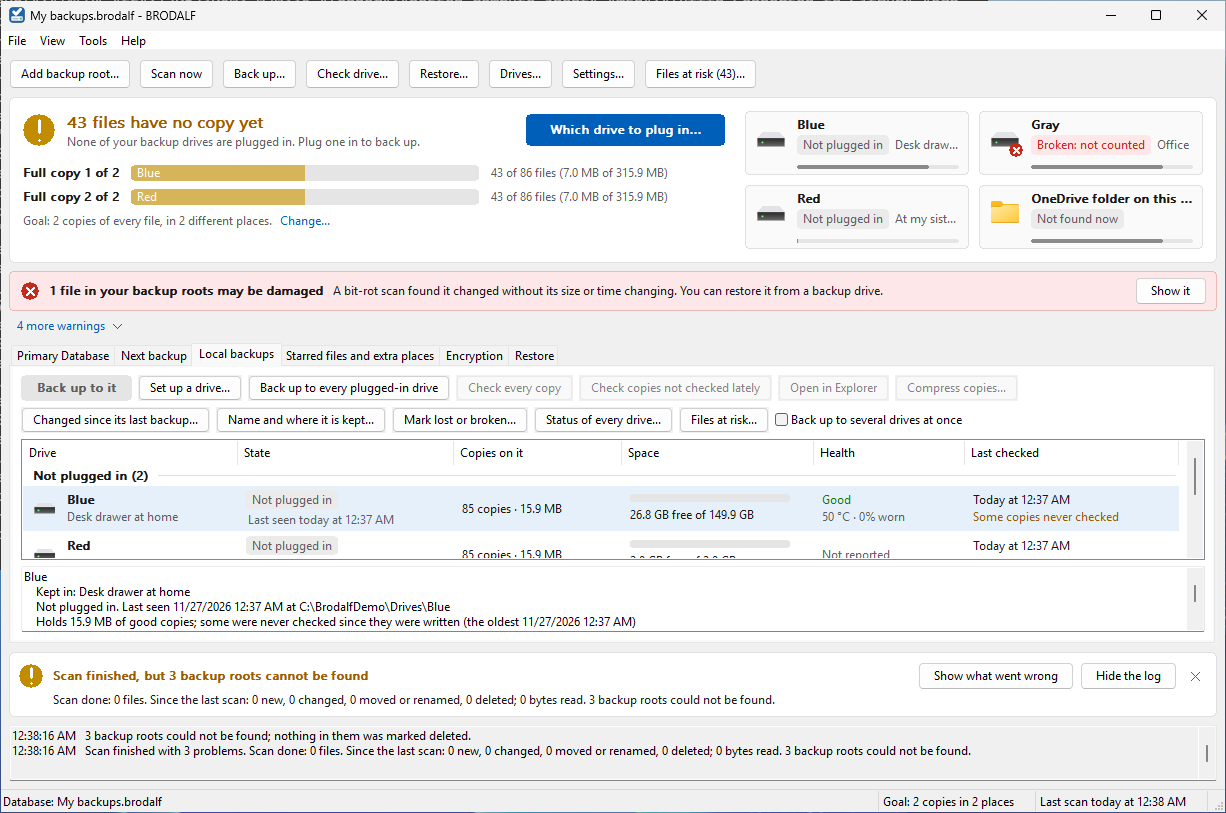 My backups.brodalf - BRODALF
File View Tools Help
Add backup root... Scan now Back up... Check drive... Restore... Drives... Settings... Files at risk (43)...
43 files have no copy yet
None of your backup drives are plugged in. Plug one in to back up.
Which drive to plug in...
Full copy 1 of 2 Blue 43 of 86 files (7.0 MB of 315.9 MB)
Full copy 2 of 2 Red 43 of 86 files (7.0 MB of 315.9 MB)
Goal: 2 copies of every file, in 2 different places. Change...
Blue
Not plugged in Desk draw...
Gray
Broken: not counted Office
Red
Not plugged in At my sist...
OneDrive folder on this ...
Not found now
1 file in your backup roots may be damaged A bit-rot scan found it changed without its size or time changing. You can restore it from a backup drive. Show it
4 more warnings
Primary Database Next backup Local backups Starred files and extra places Encryption Restore
Back up to it Set up a drive... Back up to every plugged-in drive Check every copy Check copies not checked lately Open in Explorer Compress copies...
Changed since its last backup... Name and where it is kept... Mark lost or broken... Status of every drive... Files at risk... Back up to several drives at once
Drive State Copies on it Space Health Last checked
Not plugged in (2)
Blue Not plugged in 85 copies · 15.9 MB Good Today at 12:37 AM
Desk drawer at home Last seen today at 12:37 AM 26.8 GB free of 149.9 GB 50 °C · 0% worn Some copies never checked
Red Not plugged in 85 copies · 15.9 MB Not reported Today at 12:37 AM
Blue
Kept in: Desk drawer at home
Not plugged in. Last seen 11/27/2026 12:37 AM at C:\BrodalfDemo\Drives\Blue
Holds 15.9 MB of good copies; some were never checked since they were written (the oldest 11/27/2026 12:37 AM)
Scan finished, but 3 backup roots cannot be found
Show what went wrong Hide the log
Scan done: 0 files. Since the last scan: 0 new, 0 changed, 0 moved or renamed, 0 deleted; 0 bytes read. 3 backup roots could not be found.
12:38:16 AM 3 backup roots could not be found; nothing in them was marked deleted.
12:38:16 AM Scan finished with 3 problems. Scan done: 0 files. Since the last scan: 0 new, 0 changed, 0 moved or renamed, 0 deleted; 0 bytes read. 3 backup roots could not be found.
Database: My backups.brodalf Goal: 2 copies in 2 places Last scan today at 12:38 AM